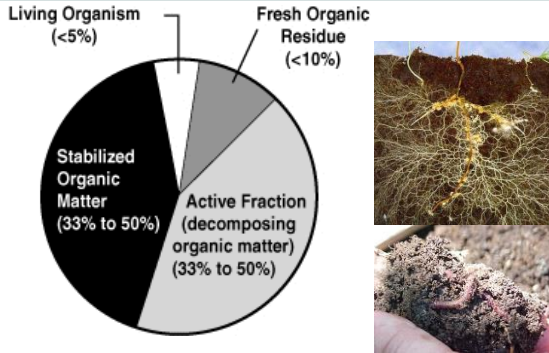 Living Organism
(<5%)
Fresh Organic
Residue
(<10%)
Stabilized
Organic
Matter
(33% to 50%)
Active Fraction
(decomposing
organic matter)
(33% to 50%)